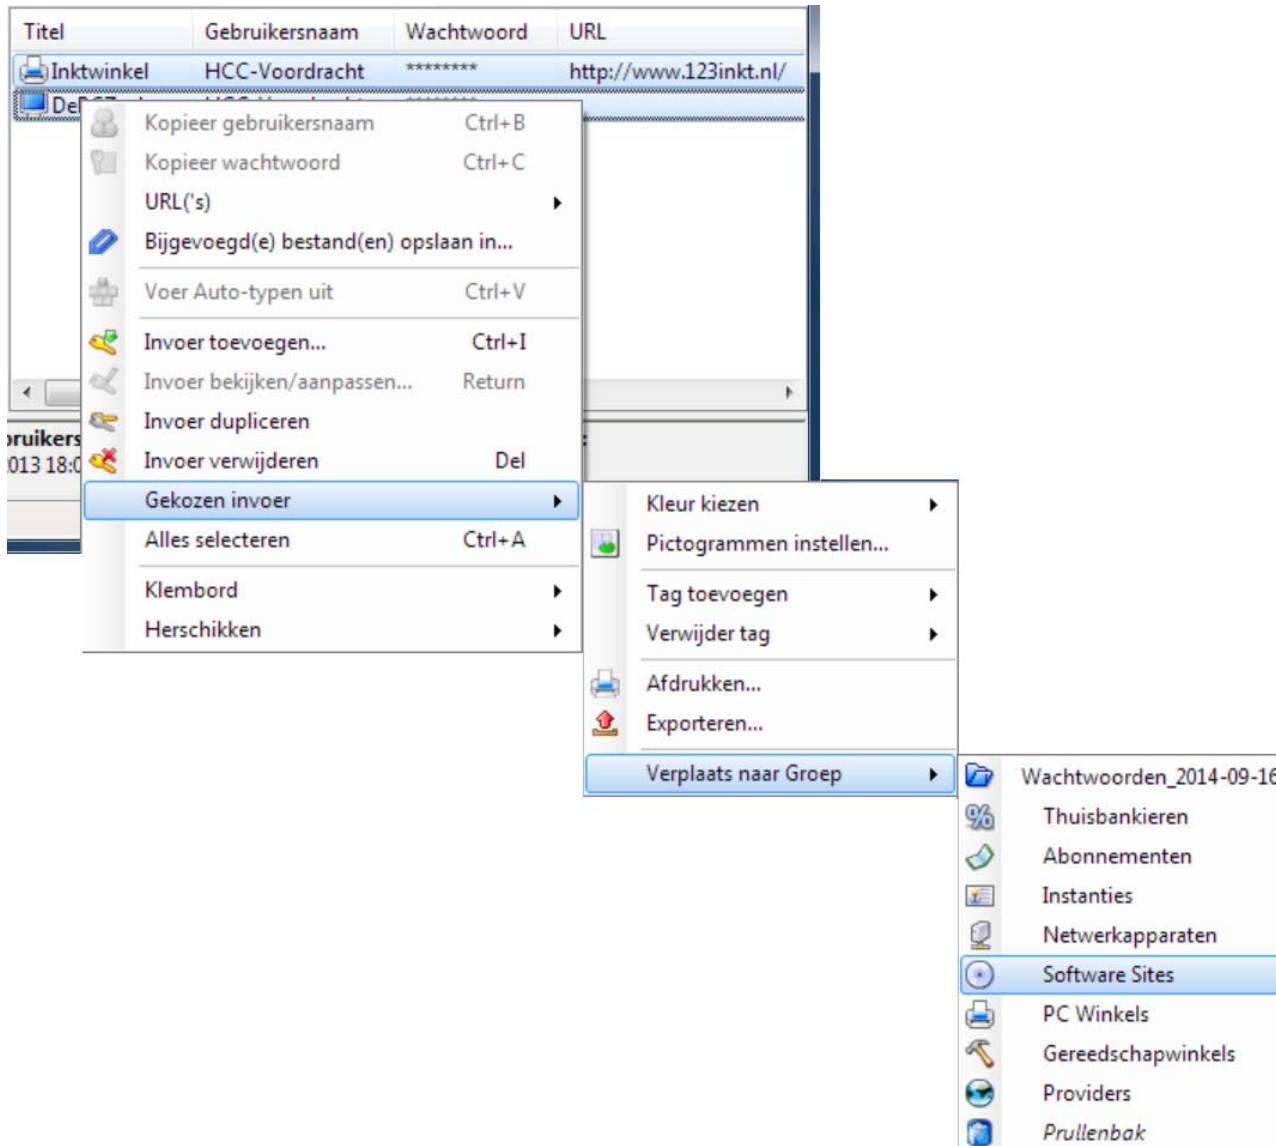 Titel Gebruikersnaam Wachtwoord URL
Inktwinkel HCC-Voordracht ******** http://www.123inkt.nl/
Kopieer gebruikersnaam Ctrl+B
Kopieer wachtwoord Ctrl+C
URL('s)
Bijgevoegd(e) bestand(en) opslaan in...
Voer Auto-typen uit Ctrl+V
Invoer toevoegen... Ctrl+I
Invoer bekijken/aanpassen... Return
Invoer dupliceren
Invoer verwijderen Del
Gekozen invoer
Alles selecteren Ctrl+A
Klembord
Herschikken
Kleur kiezen
Pictogrammen instellen...
Tag toevoegen
Verwijder tag
Afdrukken...
Exporteren...
Verplaats naar Groep
Wachtwoorden_2014-09-16
Thuisbankieren
Abonnementen
Instanties
Netwerkapparaten
Software Sites
PC Winkels
Gereedschapwinkels
Providers
Prullenbak